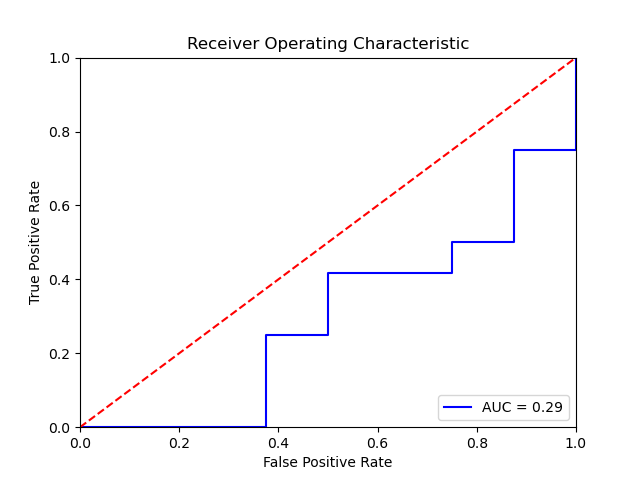 Receiver Operating Characteristic
1.0
0.8
0.6
0.4
0.2
0.0
True Positive Rate
AUC = 0.29
0.0 0.2 0.4 0.6 0.8 1.0
False Positive Rate